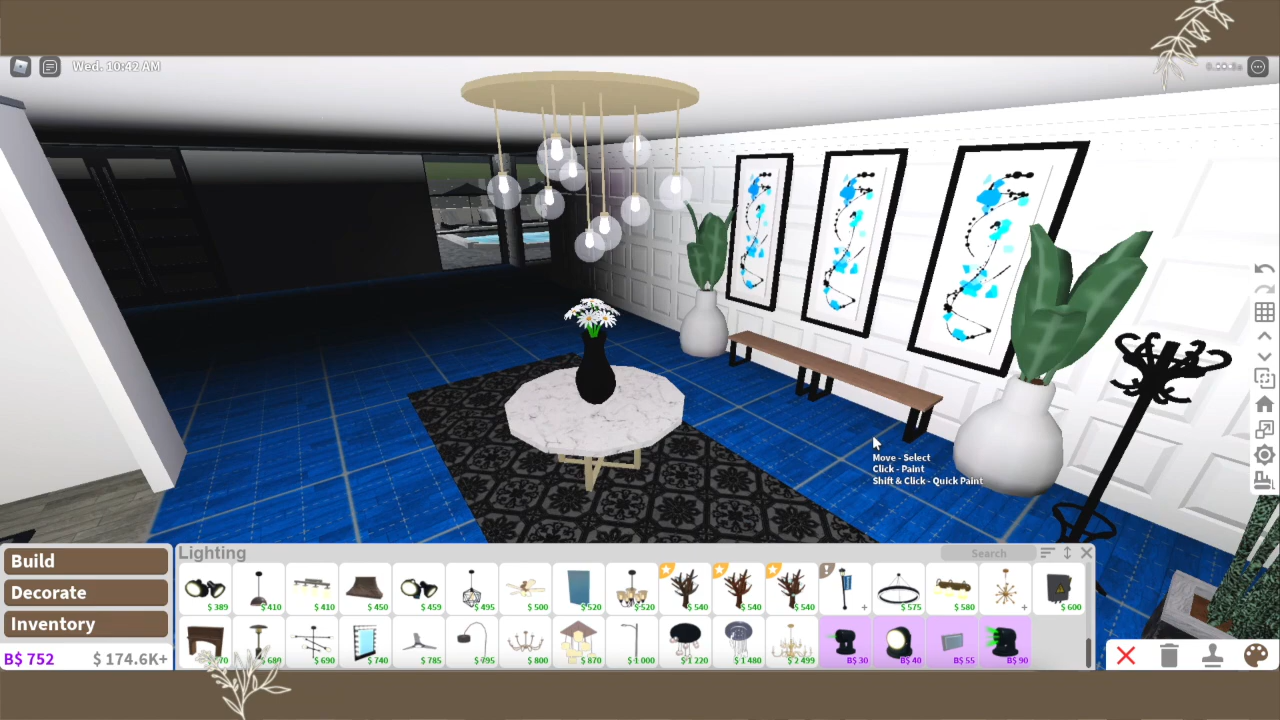 Wed. 10:42 AM
Move - Select
Click - Paint
Shift & Click - Quick Paint
Lighting
Search
Build
Decorate
Inventory
B$ 752
$ 174.6K+
$ 389
$ 410
$ 410
$ 450
$ 459
$ 495
$ 500
$ 520
$ 520
$ 540
$ 540
$ 540
$ 575
$ 580
$ 600
$ 689
$ 690
$ 740
$ 785
$ 795
$ 800
$ 870
$ 1 000
$ 1 220
$ 1 480
$ 2 499
B$ 30
B$ 40
B$ 55
B$ 90